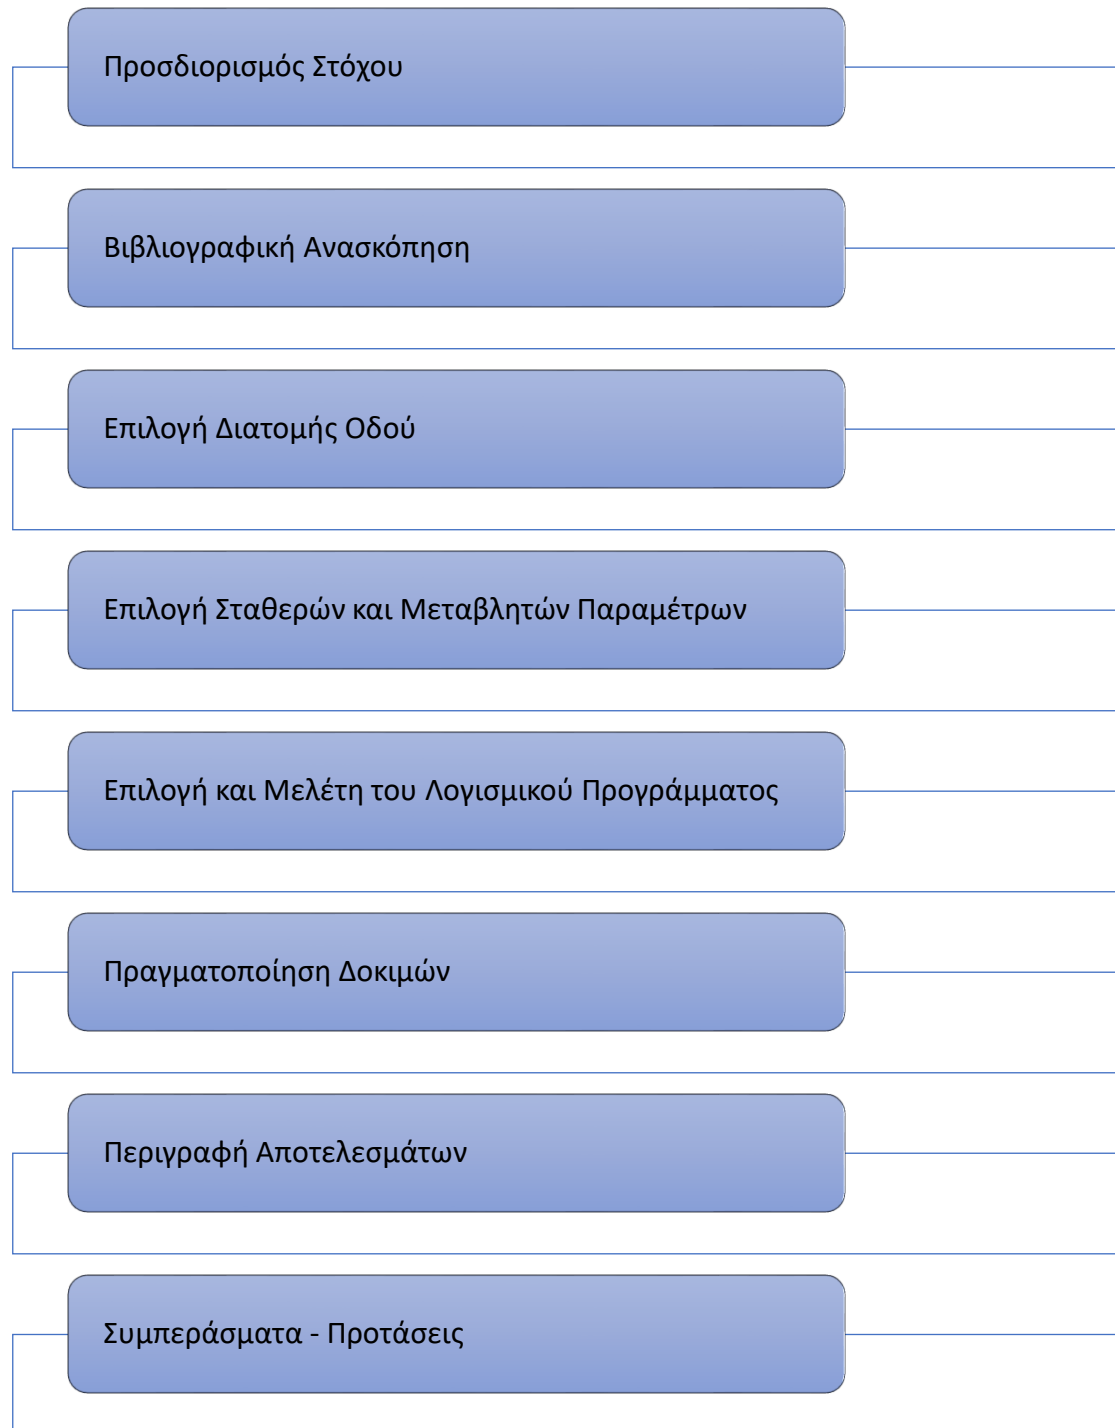 Προσδιορισμός Στόχου
Βιβλιογραφική Ανασκόπηση
Επιλογή Διατομής Οδού
Επιλογή Σταθερών και Μεταβλητών Παραμέτρων
Επιλογή και Μελέτη του Λογισμικού Προγράμματος
Πραγματοποίηση Δοκιμών
Περιγραφή Αποτελεσμάτων
Συμπεράσματα - Προτάσεις